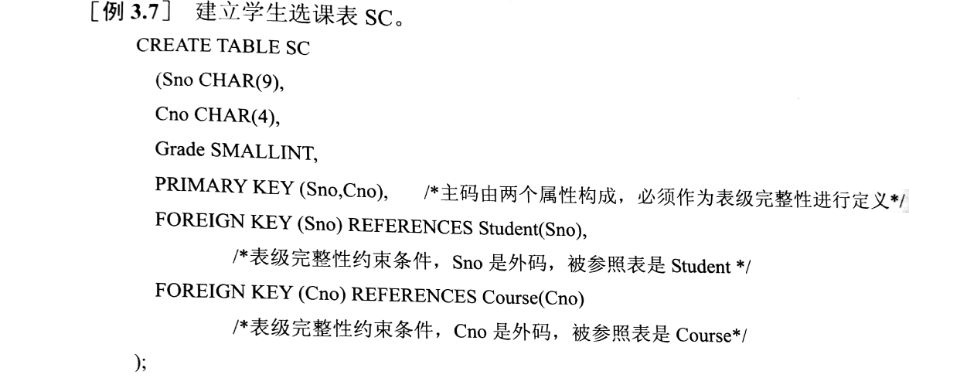 ［例 3.7］ 建立学生选课表 SC。
CREATE TABLE SC
(Sno CHAR(9),
Cno CHAR(4),
Grade SMALLINT,
PRIMARY KEY (Sno,Cno), /*主码由两个属性构成，必须作为表级完整性进行定义*/
FOREIGN KEY (Sno) REFERENCES Student(Sno),
/*表级完整性约束条件，Sno 是外码，被参照表是 Student */
FOREIGN KEY (Cno) REFERENCES Course(Cno)
/*表级完整性约束条件，Cno 是外码，被参照表是 Course*/
);